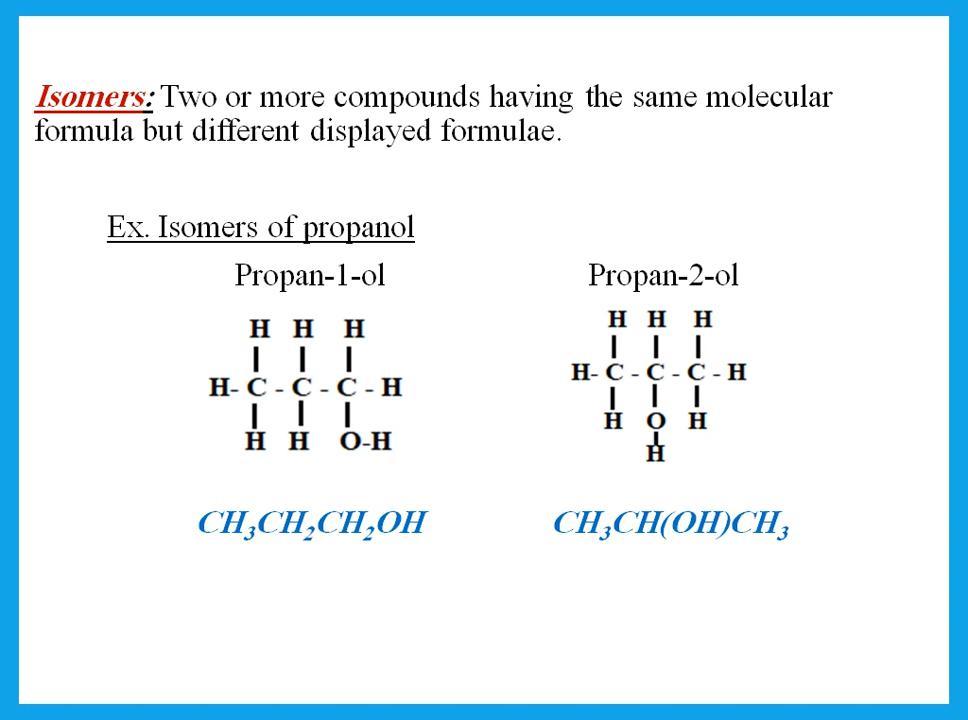 Isomers: Two or more compounds having the same molecular
formula but different displayed formulae.
Ex. Isomers of propanol
Propan-1-ol
H H H
| | |
H- C - C - C - H
| | |
H H O-H
CH₃CH₂CH₂OH
Propan-2-ol
H H H
| | |
H- C - C - C - H
| | |
H O H
|
H
CH₃CH(OH)CH₃